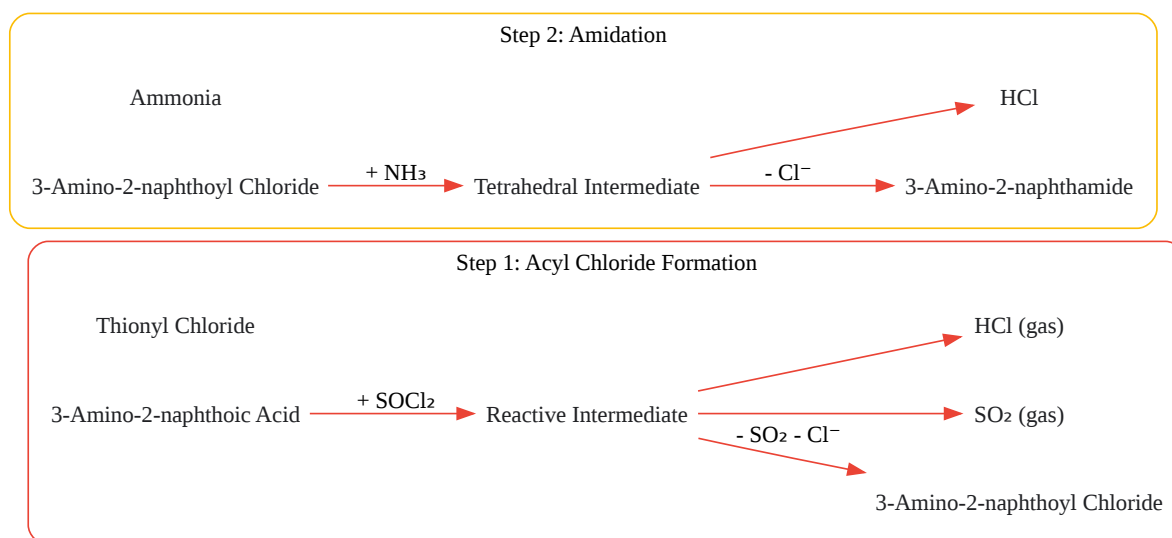 Step 2: Amidation
Ammonia
HCl
3-Amino-2-naphthoyl Chloride
+ NH₃
Tetrahedral Intermediate
- Cl⁻
3-Amino-2-naphthamide
Step 1: Acyl Chloride Formation
Thionyl Chloride
HCl (gas)
3-Amino-2-naphthoic Acid
+ SOCl₂
Reactive Intermediate
SO₂ (gas)
- SO₂ - Cl⁻
3-Amino-2-naphthoyl Chloride